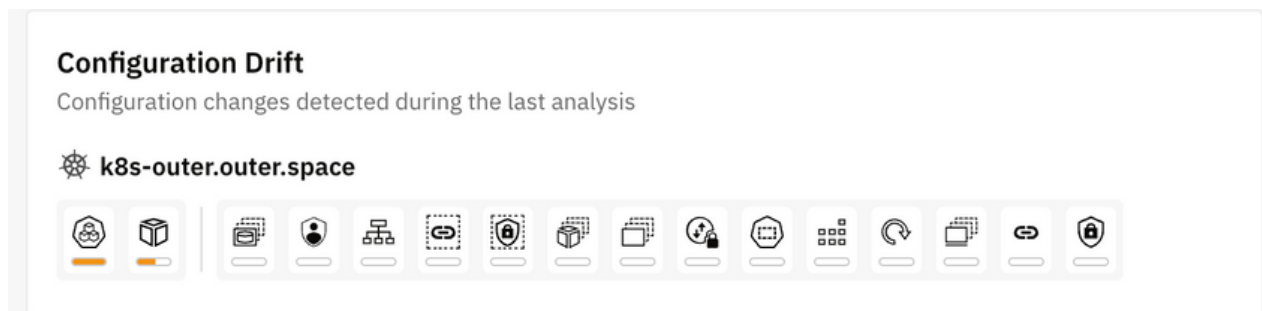 Configuration Drift
Configuration changes detected during the last analysis
k8s-outer.outer.space